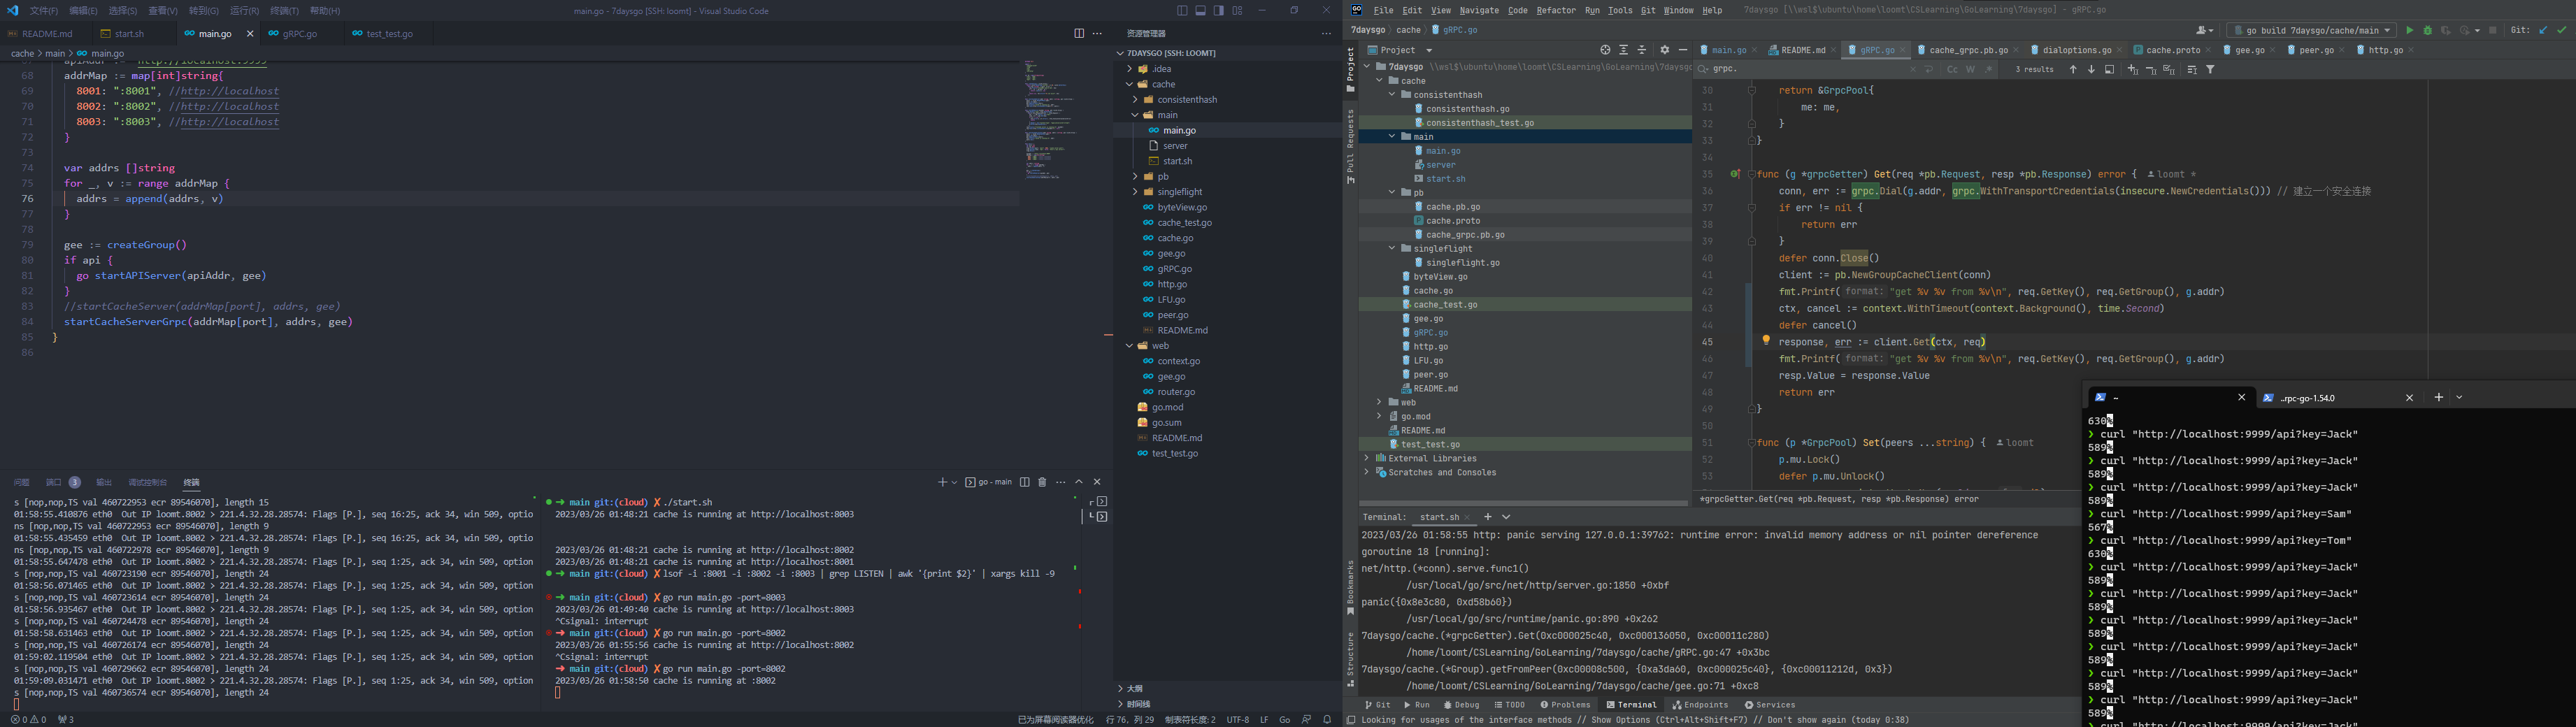 文件(F) 编辑(E) 选择(S) 查看(V) 转到(G) 运行(R) 终端(T) 帮助(H)
main.go - 7daysgo [SSH: loomt] - Visual Studio Code
README.md start.sh main.go gRPC.go test_test.go
cache > main > main.go
68 addrMap := map[int]string{
69 8001: ":8001", //http://localhost
70 8002: ":8002", //http://localhost
71 8003: ":8003", //http://localhost
72 }
73
74 var addrs []string
75 for _, v := range addrMap {
76 addrs = append(addrs, v)
77 }
78
79 gee := createGroup()
80 if api {
81 go startAPIServer(apiAddr, gee)
82 }
83 //startCacheServer(addrMap[port], addrs, gee)
84 startCacheServerGrpc(addrMap[port], addrs, gee)
85 }
86
资源管理器
7DAYSGO [SSH: LOOMT]
.idea
cache
consistenthash
main
main.go
server
start.sh
pb
singleflight
byteView.go
cache_test.go
cache.go
gee.go
gRPC.go
http.go
LFU.go
peer.go
README.md
web
context.go
gee.go
router.go
go.mod
go.sum
README.md
test_test.go
大纲
时间线
问题 端口 3 输出 调试控制台 终端
go - main
s [nop,nop,TS val 460722953 ecr 89546070], length 15
01:58:55.410876 eth0 Out IP loomt.8002 > 221.4.32.28.28574: Flags [P.], seq 16:25, ack 34, win 509, optio
ns [nop,nop,TS val 460722953 ecr 89546070], length 9
01:58:55.435459 eth0 Out IP loomt.8002 > 221.4.32.28.28574: Flags [P.], seq 16:25, ack 34, win 509, optio
ns [nop,nop,TS val 460722978 ecr 89546070], length 9
01:58:55.647478 eth0 Out IP loomt.8002 > 221.4.32.28.28574: Flags [P.], seq 1:25, ack 34, win 509, option
s [nop,nop,TS val 460723190 ecr 89546070], length 24
01:58:56.071465 eth0 Out IP loomt.8002 > 221.4.32.28.28574: Flags [P.], seq 1:25, ack 34, win 509, option
s [nop,nop,TS val 460723614 ecr 89546070], length 24
01:58:56.935467 eth0 Out IP loomt.8002 > 221.4.32.28.28574: Flags [P.], seq 1:25, ack 34, win 509, option
s [nop,nop,TS val 460724478 ecr 89546070], length 24
01:58:58.631463 eth0 Out IP loomt.8002 > 221.4.32.28.28574: Flags [P.], seq 1:25, ack 34, win 509, option
s [nop,nop,TS val 460726174 ecr 89546070], length 24
01:59:02.119504 eth0 Out IP loomt.8002 > 221.4.32.28.28574: Flags [P.], seq 1:25, ack 34, win 509, option
s [nop,nop,TS val 460729662 ecr 89546070], length 24
01:59:09.031471 eth0 Out IP loomt.8002 > 221.4.32.28.28574: Flags [P.], seq 1:25, ack 34, win 509, option
s [nop,nop,TS val 460736574 ecr 89546070], length 24
➜ main git:(cloud) ✗ ./start.sh
2023/03/26 01:48:21 cache is running at http://localhost:8003
2023/03/26 01:48:21 cache is running at http://localhost:8002
2023/03/26 01:48:21 cache is running at http://localhost:8001
➜ main git:(cloud) ✗ lsof -i :8001 -i :8002 -i :8003 | grep LISTEN | awk '{print $2}' | xargs kill -9
➜ main git:(cloud) ✗ go run main.go -port=8003
2023/03/26 01:49:40 cache is running at http://localhost:8003
^Csignal: interrupt
➜ main git:(cloud) ✗ go run main.go -port=8002
2023/03/26 01:55:56 cache is running at http://localhost:8002
^Csignal: interrupt
➜ main git:(cloud) ✗ go run main.go -port=8002
2023/03/26 01:58:50 cache is running at :8002
0 0 3
已为屏幕阅读器优化 行 76，列 29 制表符长度: 2 UTF-8 LF Go
File Edit View Navigate Code Refactor Run Tools Git Window Help
7daysgo [\\wsl$\ubuntu\home\loomt\CSLearning\GoLearning\7daysgo] - gRPC.go
7daysgo cache gRPC.go
go build 7daysgo/cache/main Git:
Project
Pull Requests
Bookmarks
Structure
Project
7daysgo \\wsl$\ubuntu\home\loomt\CSLearning\GoLearning\7daysgo
cache
consistenthash
consistenthash.go
consistenthash_test.go
main
main.go
server
start.sh
pb
cache.pb.go
cache.proto
cache_grpc.pb.go
singleflight
singleflight.go
byteView.go
cache.go
cache_test.go
gee.go
gRPC.go
http.go
LFU.go
peer.go
README.md
web
go.mod
README.md
test_test.go
External Libraries
Scratches and Consoles
main.go README.md gRPC.go cache_grpc.pb.go dialoptions.go cache.proto gee.go peer.go http.go
grpc. Cc W 3 results
30 return &GrpcPool{
31 me: me,
32 }
33 }
34
35 func (g *grpcGetter) Get(req *pb.Request, resp *pb.Response) error { loomt *
36 conn, err := grpc.Dial(g.addr, grpc.WithTransportCredentials(insecure.NewCredentials())) // 建立一个安全连接
37 if err != nil {
38 return err
39 }
40 defer conn.Close()
41 client := pb.NewGroupCacheClient(conn)
42 fmt.Printf( format: "get %v %v from %v\n", req.GetKey(), req.GetGroup(), g.addr)
43 ctx, cancel := context.WithTimeout(context.Background(), time.Second)
44 defer cancel()
45 response, err := client.Get(ctx, req)
46 fmt.Printf( format: "get %v %v from %v\n", req.GetKey(), req.GetGroup(), g.addr)
47 resp.Value = response.Value
48 return err
49 }
50
51 func (p *GrpcPool) Set(peers ...string) { loomt
52 p.mu.Lock()
53 defer p.mu.Unlock()
*grpcGetter.Get(req *pb.Request, resp *pb.Response) error
Terminal: start.sh
2023/03/26 01:58:55 http: panic serving 127.0.0.1:39762: runtime error: invalid memory address or nil pointer dereference
goroutine 18 [running]:
net/http.(*conn).serve.func1()
/usr/local/go/src/net/http/server.go:1850 +0xbf
panic({0x8e3c80, 0xd58b60})
/usr/local/go/src/runtime/panic.go:890 +0x262
7daysgo/cache.(*grpcGetter).Get(0xc000025c40, 0xc000136050, 0xc00011c280)
/home/loomt/CSLearning/GoLearning/7daysgo/cache/gRPC.go:47 +0x3bc
7daysgo/cache.(*Group).getFromPeer(0xc00008c500, {0xa3da60, 0xc000025c40}, {0xc00011212d, 0x3})
/home/loomt/CSLearning/GoLearning/7daysgo/cache/gee.go:71 +0xc8
Git Run Debug TODO Problems Terminal Endpoints Services
Looking for usages of the interface methods // Show Options (Ctrl+Alt+Shift+F7) // Don't show again (today 0:38)
~ ..rpc-go-1.54.0
630%
❯ curl "http://localhost:9999/api?key=Jack"
589%
❯ curl "http://localhost:9999/api?key=Jack"
589%
❯ curl "http://localhost:9999/api?key=Jack"
589%
❯ curl "http://localhost:9999/api?key=Sam"
567%
❯ curl "http://localhost:9999/api?key=Tom"
630%
❯ curl "http://localhost:9999/api?key=Jack"
589%
❯ curl "http://localhost:9999/api?key=Jack"
589%
❯ curl "http://localhost:9999/api?key=Jack"
589%
❯ curl "http://localhost:9999/api?key=Jack"
589%
❯ curl "http://localhost:9999/api?key=Jack"
589%
❯ curl "http://localhost:9999/api?key=Jack"
589%